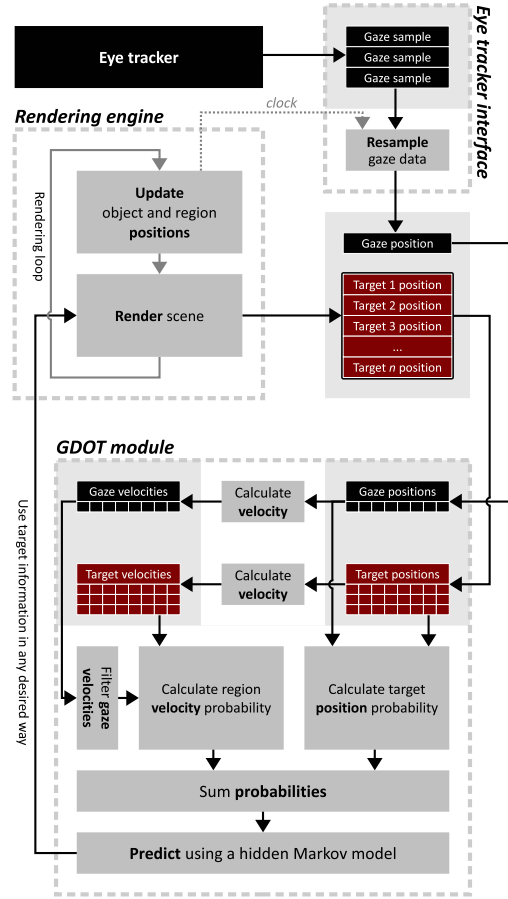 Eye tracker
Gaze sample
Gaze sample
Gaze sample
Eye tracker interface
clock
Resample
gaze data
Rendering engine
Rendering loop
Update
object and region
positions
Render scene
Gaze position
Target 1 position
Target 2 position
Target 3 position
...
Target n position
GDOT module
Use target information in any desired way
Gaze velocities
Calculate
velocity
Gaze positions
Target velocities
Calculate
velocity
Target positions
Filter gaze
velocities
Calculate region
velocity probability
Calculate target
position probability
Sum probabilities
Predict using a hidden Markov model